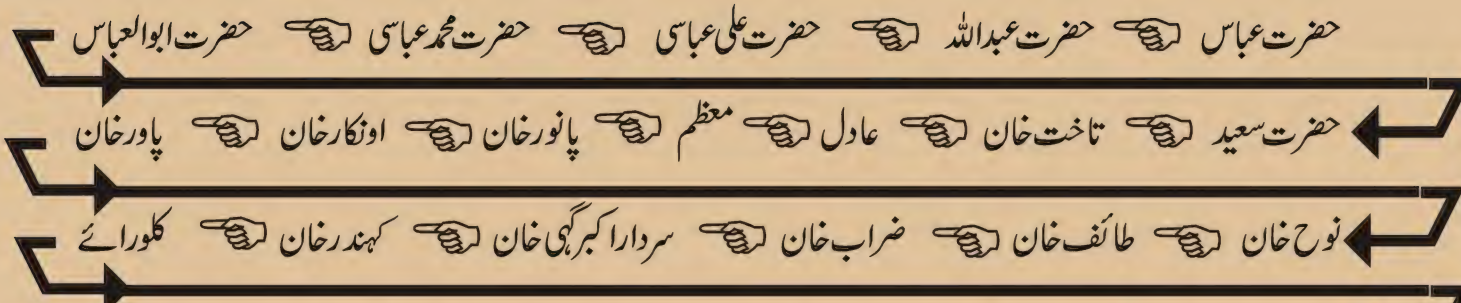 حضرت عباس ☜ حضرت عبداللہ ☜ حضرت علی عباسی ☜ حضرت محمد عباسی ☜ حضرت ابوالعباس
حضرت سعید ☜ تاخت خان ☜ عادل ☜ معظم ☜ پانور خان ☜ اونکار خان ☜ پاور خان
نوح خان ☜ طائف خان ☜ ضراب خان ☜ سردار اکبر گہی خان ☜ کہندر خان ☜ کلورائے